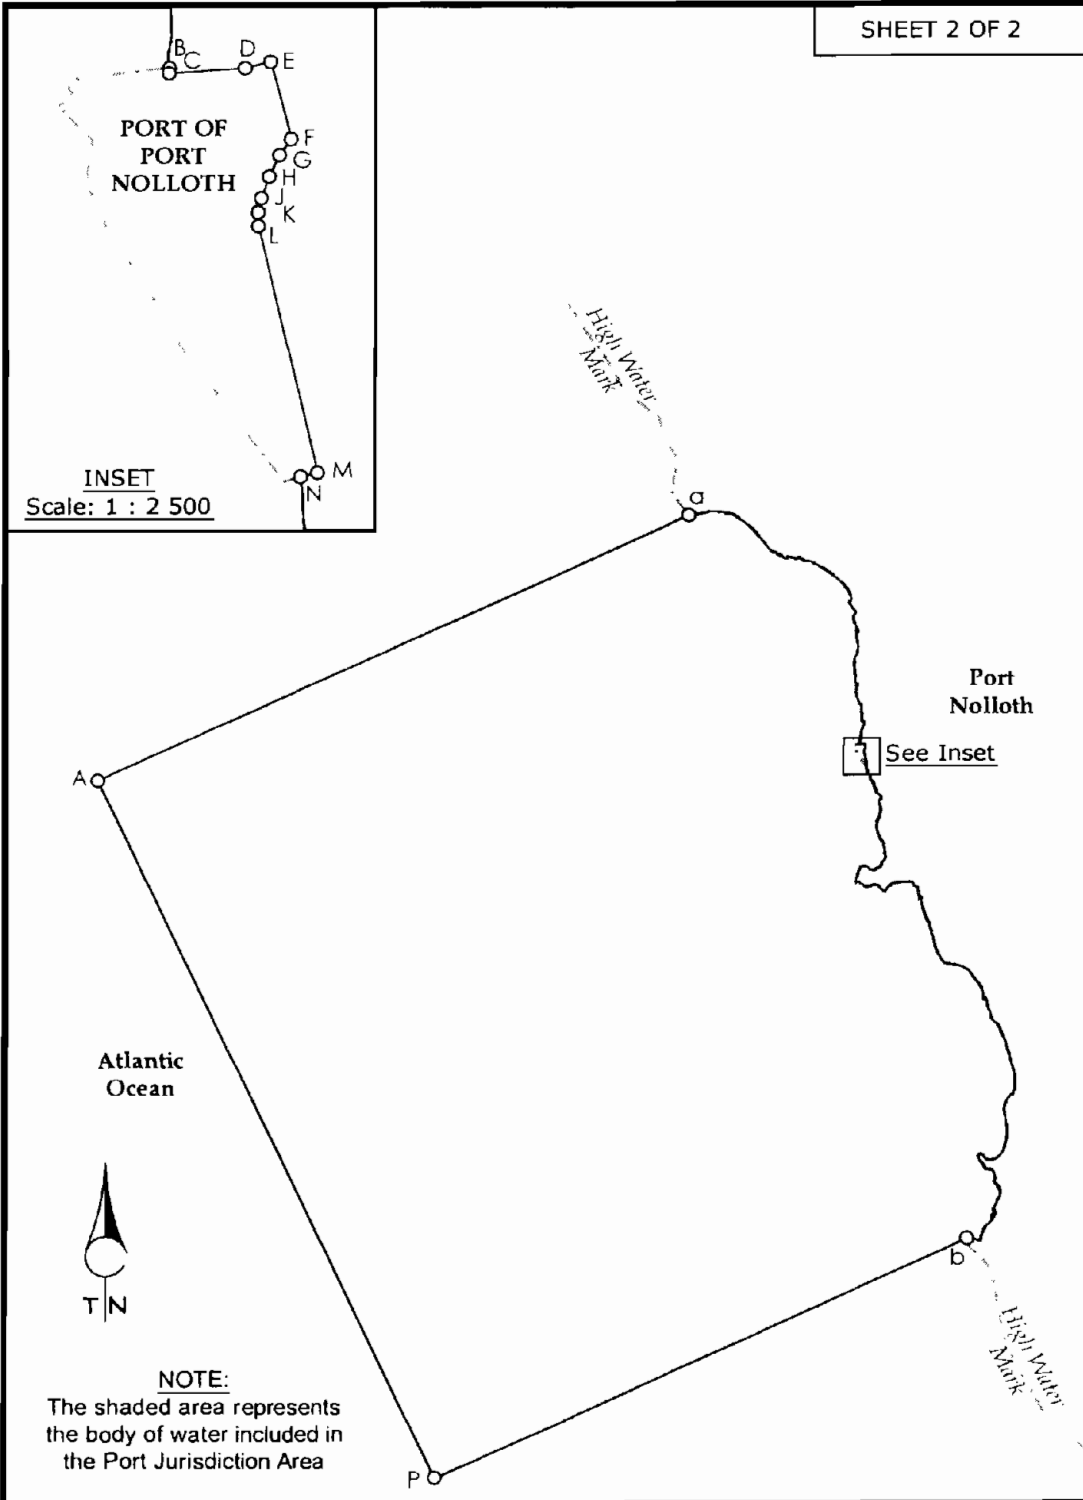 SHEET 2 OF 2
B
C
D
E
PORT OF
PORT
NOLLOTH
F
G
H
J
K
L
M
N
INSET
Scale: 1 : 2 500
High Water
Mark
a
Port
Nolloth
See Inset
A
Atlantic
Ocean
T N
b
High Water
Mark
NOTE:
The shaded area represents
the body of water included in
the Port Jurisdiction Area
P